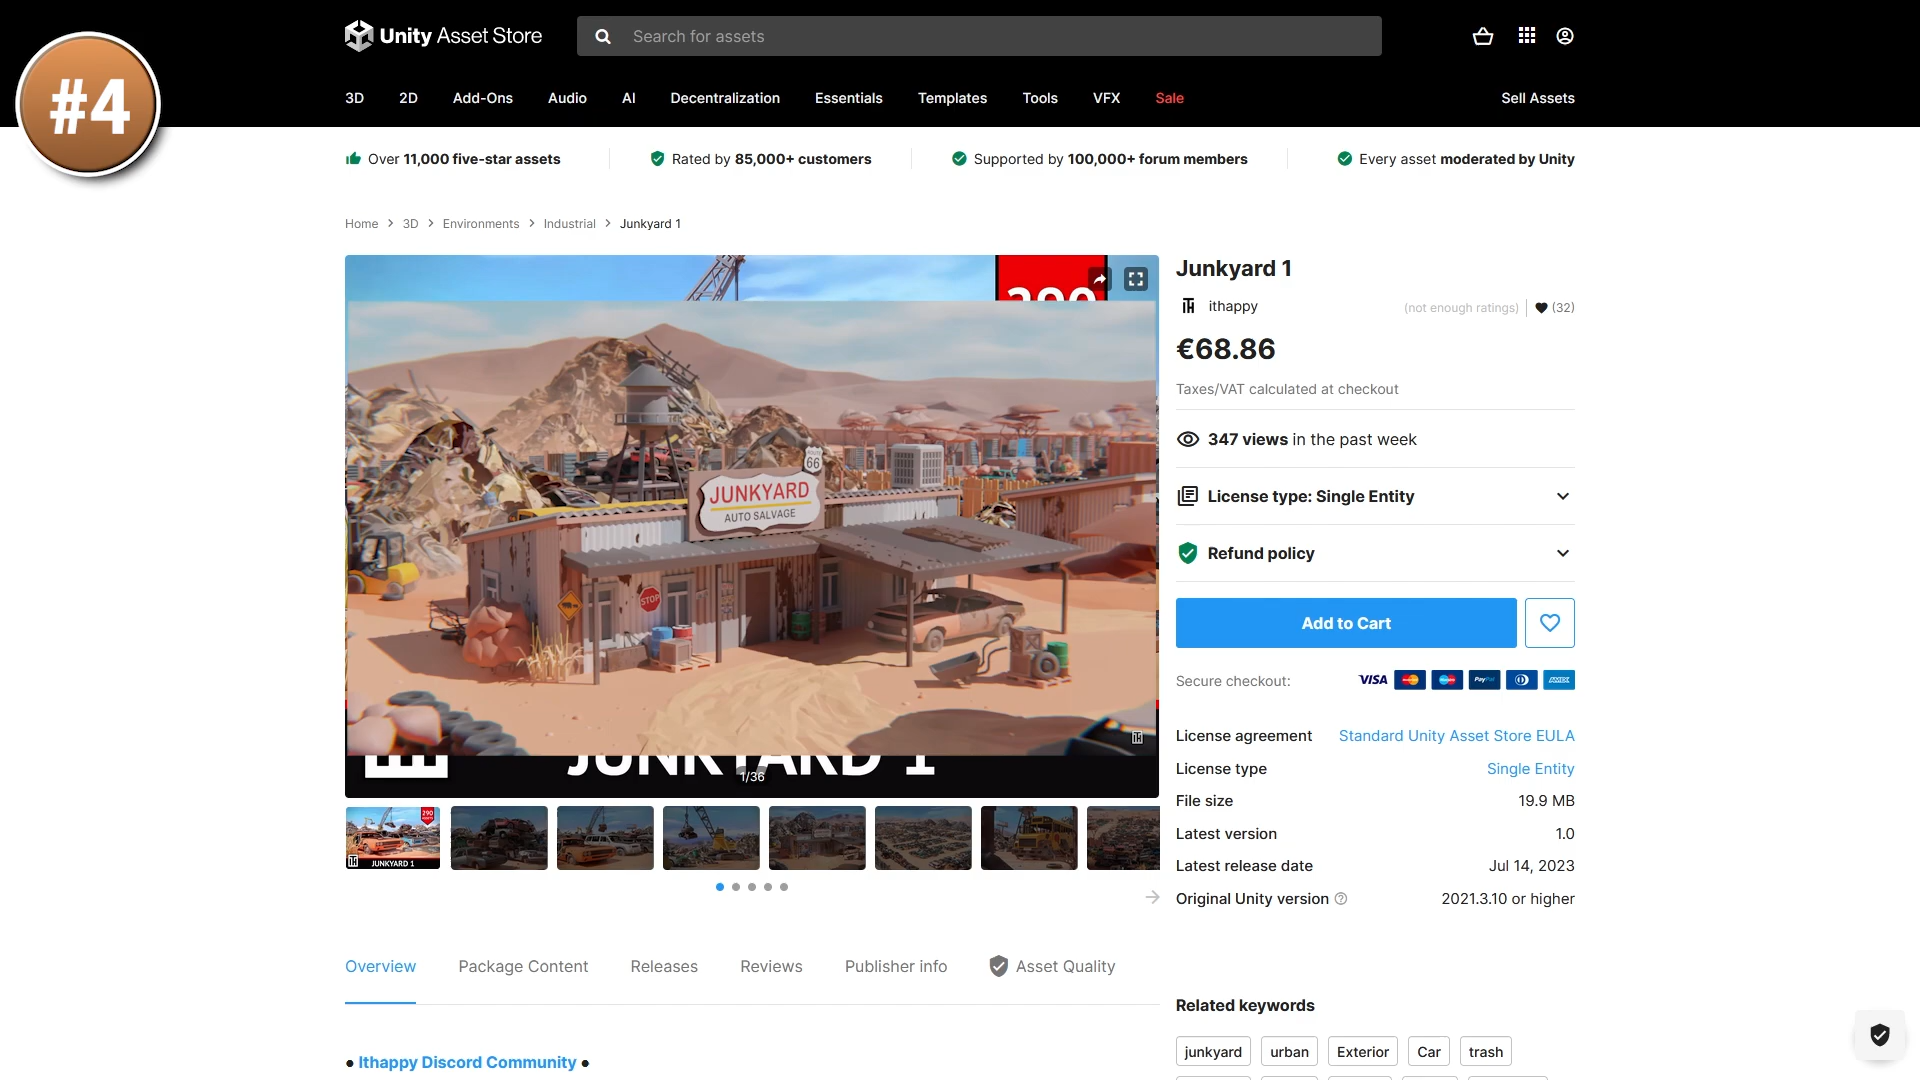 #4
Unity Asset Store
Search for assets
3D 2D Add-Ons Audio AI Decentralization Essentials Templates Tools VFX Sale Sell Assets
Over 11,000 five-star assets
Rated by 85,000+ customers
Supported by 100,000+ forum members
Every asset moderated by Unity
Home > 3D > Environments > Industrial > Junkyard 1
66
JUNKYARD
AUTO SALVAGE
STOP
JUNKYARD 1
1/36
290
JUNKYARD 1
Junkyard 1
ithappy
(not enough ratings) (32)
€68.86
Taxes/VAT calculated at checkout
347 views in the past week
License type: Single Entity
Refund policy
Add to Cart
Secure checkout:
VISA PayPal AMEX
License agreement Standard Unity Asset Store EULA
License type Single Entity
File size 19.9 MB
Latest version 1.0
Latest release date Jul 14, 2023
Original Unity version 2021.3.10 or higher
Overview Package Content Releases Reviews Publisher info Asset Quality
Related keywords
junkyard urban Exterior Car trash
• Ithappy Discord Community •